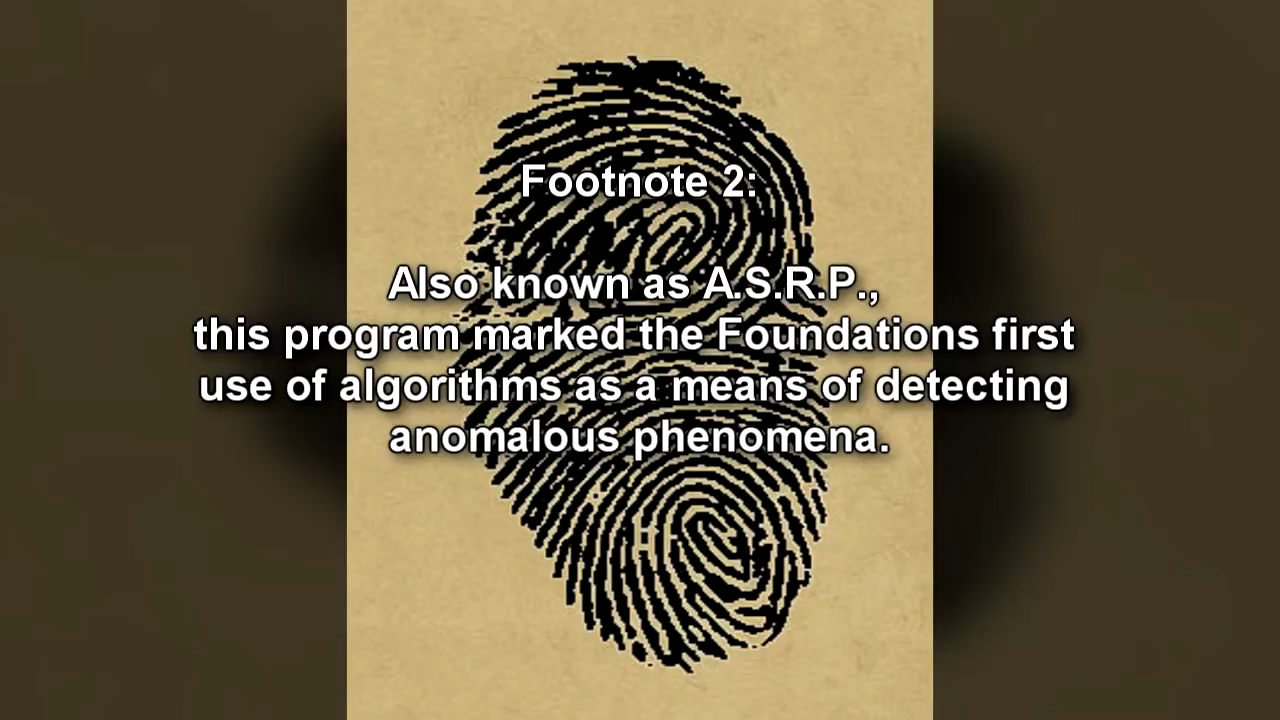 Footnote 2:
Also known as A.S.R.P.,
this program marked the Foundations first
use of algorithms as a means of detecting
anomalous phenomena.